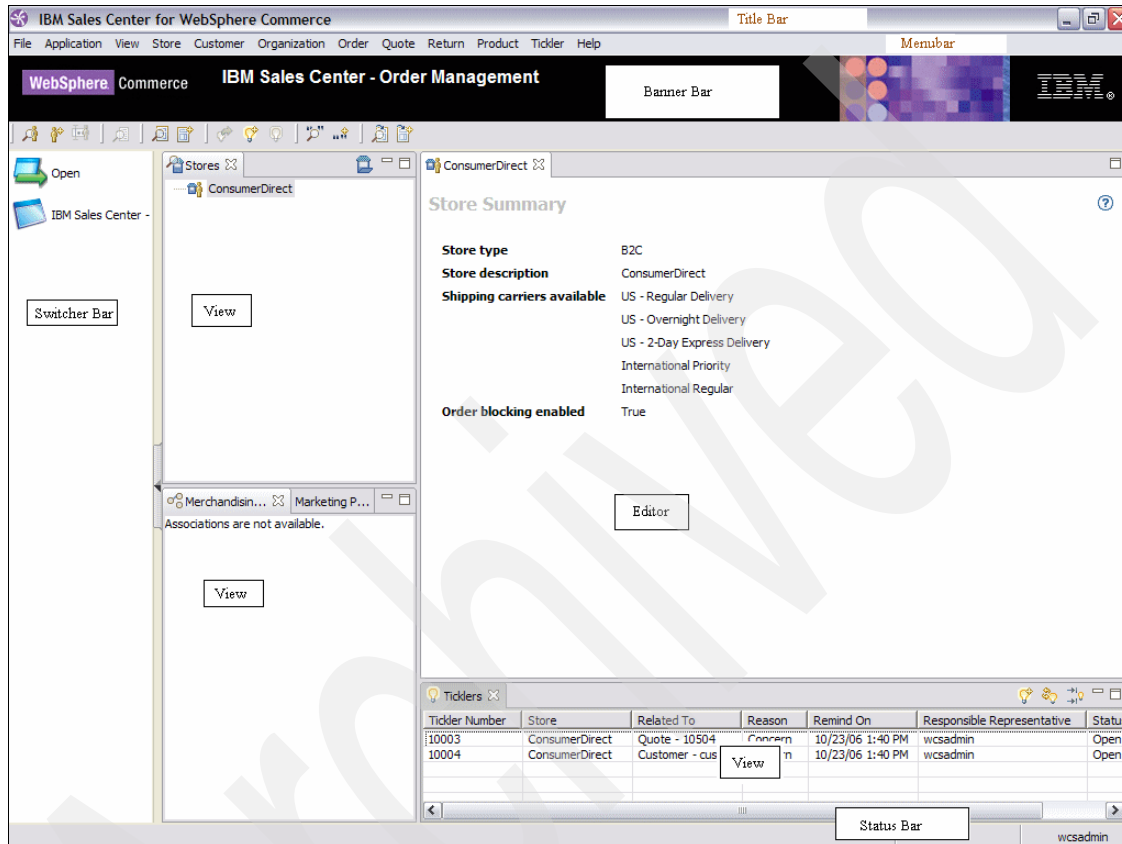 IBM Sales Center for WebSphere Commerce
Title Bar
File Application View Store Customer Organization Order Quote Return Product Tickler Help
Menubar
WebSphere. Commerce
IBM Sales Center - Order Management
Banner Bar
IBM®
Open
IBM Sales Center -
Switcher Bar
Stores
ConsumerDirect
View
Merchandisin... Marketing P...
Associations are not available.
View
ConsumerDirect
Store Summary
Store type B2C
Store description ConsumerDirect
Shipping carriers available US - Regular Delivery
US - Overnight Delivery
US - 2-Day Express Delivery
International Priority
International Regular
Order blocking enabled True
Editor
Ticklers
Tickler Number Store Related To Reason Remind On Responsible Representative Statu
10003 ConsumerDirect Quote - 10504 Concern 10/23/06 1:40 PM wcsadmin Open
10004 ConsumerDirect Customer - cus rn 10/23/06 1:40 PM wcsadmin Open
View
Status Bar
wcsadmin
Archived